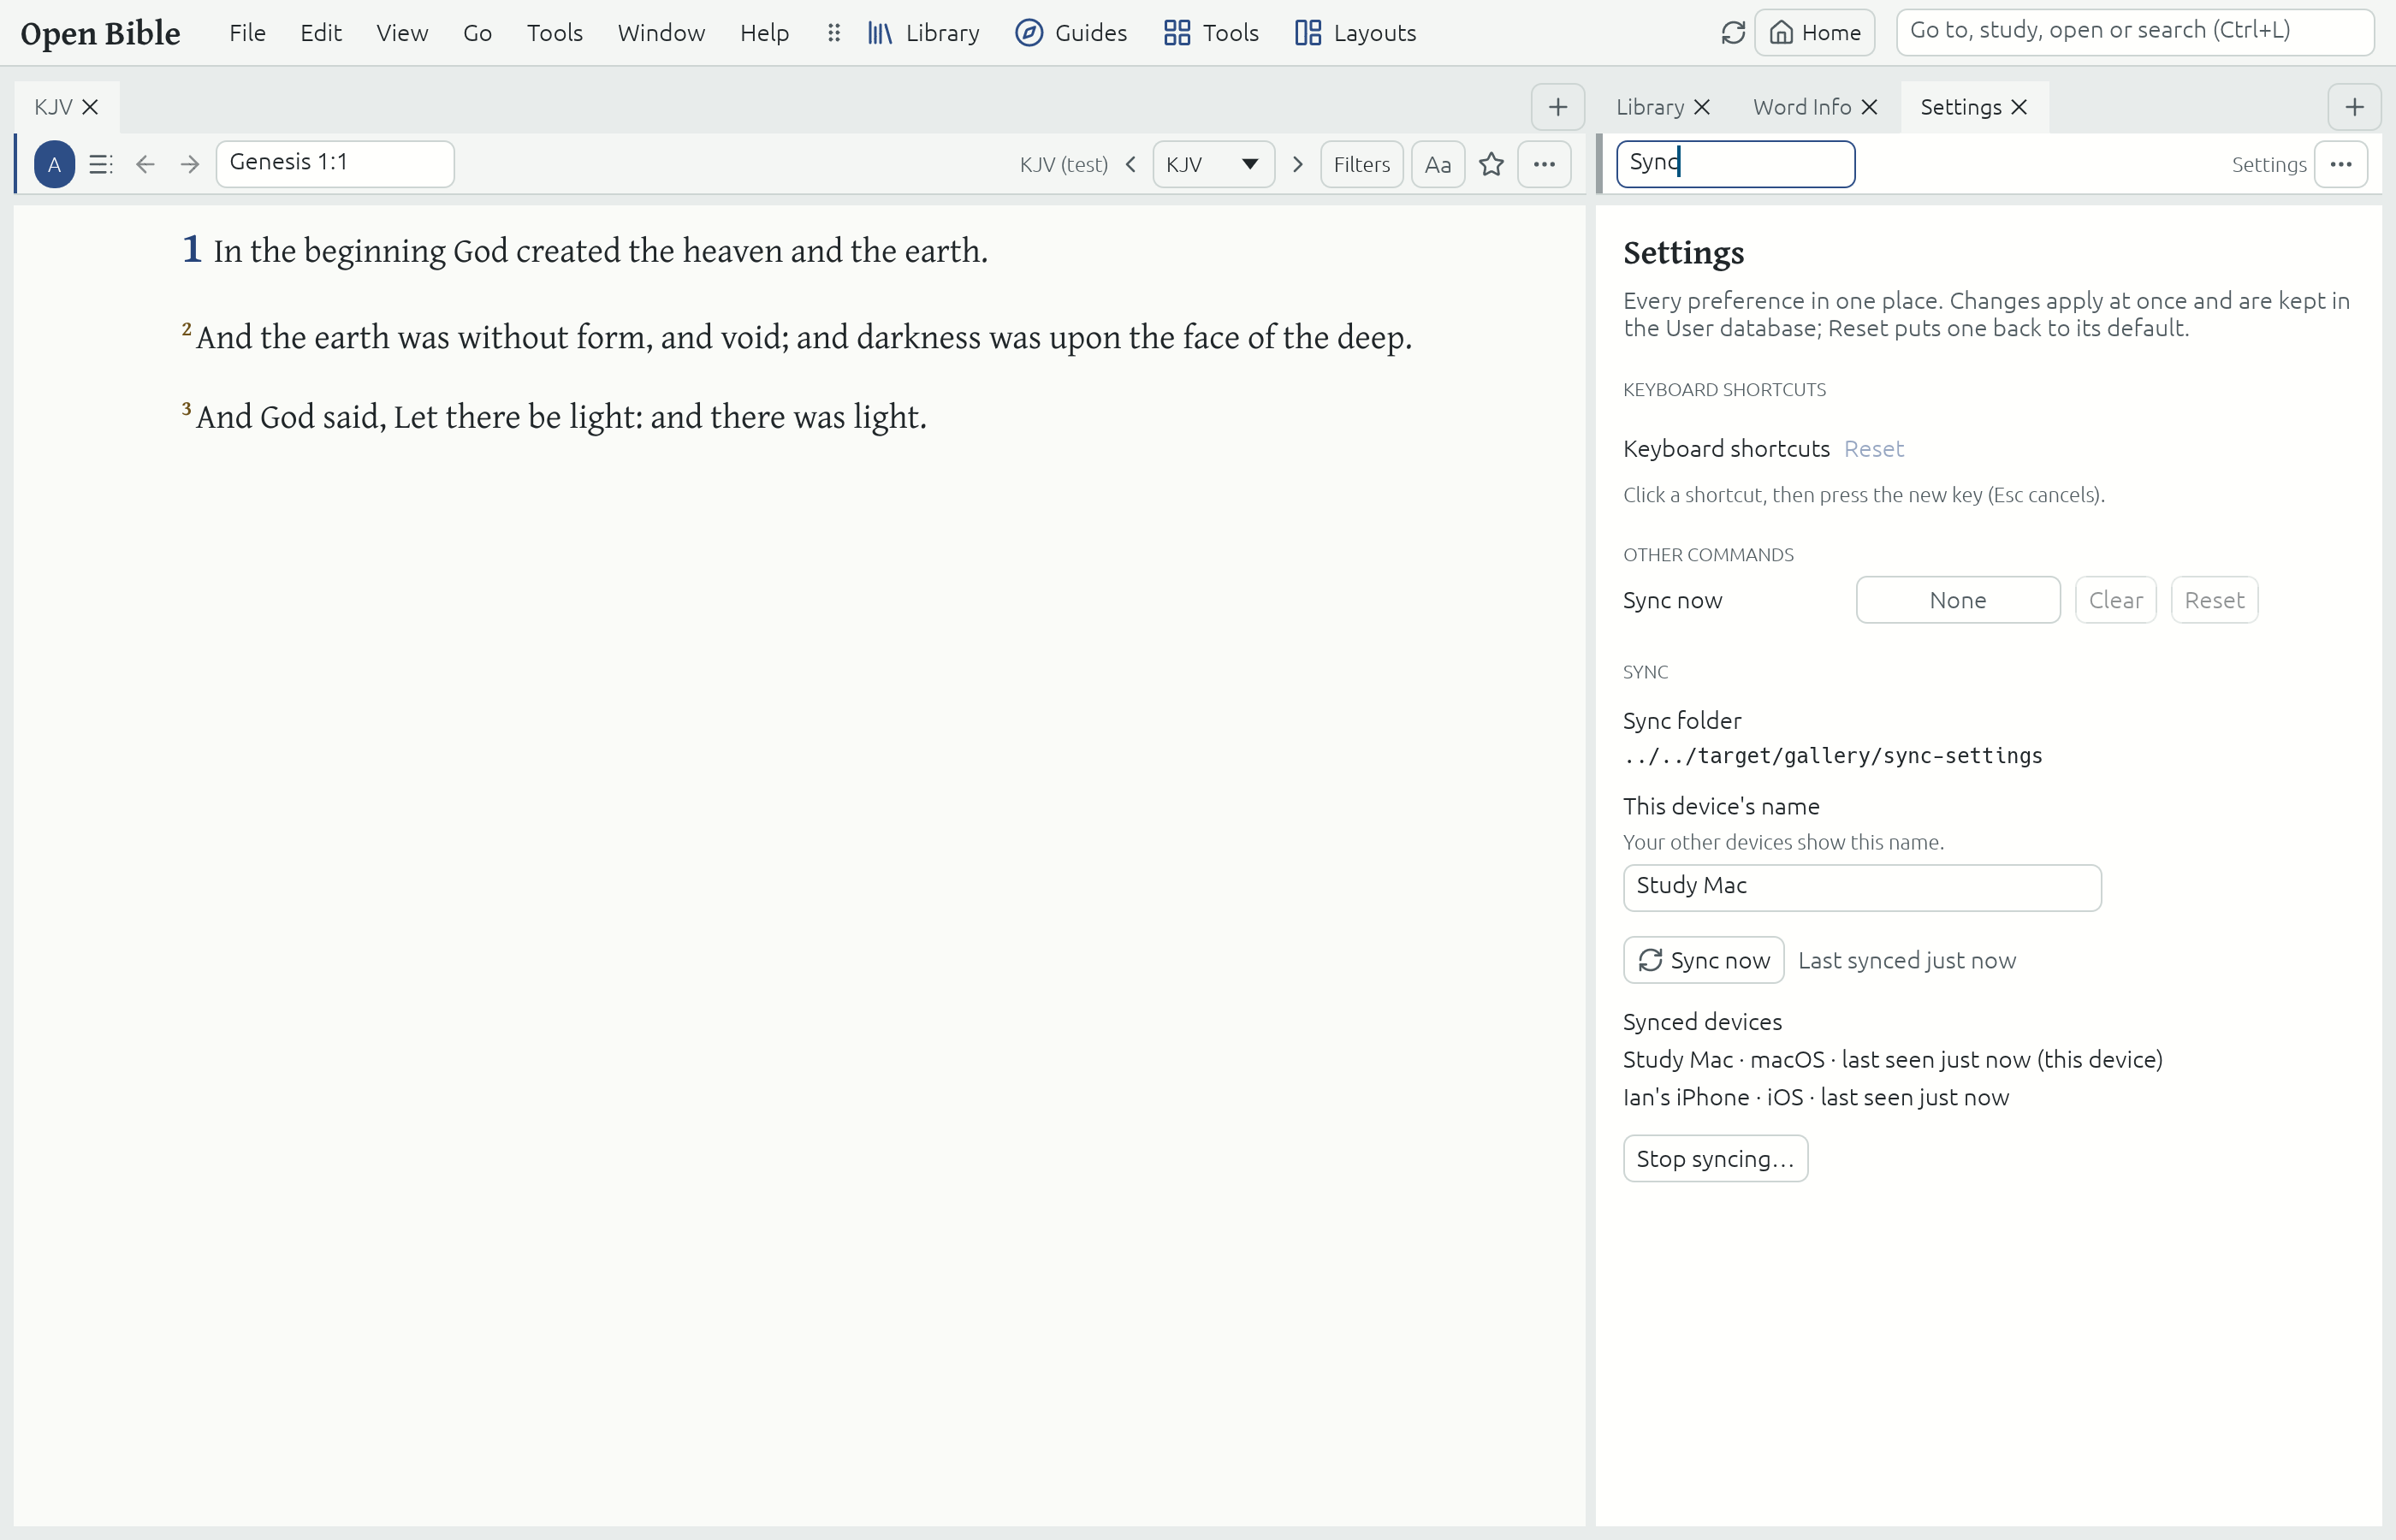 Open Bible File Edit View Go Tools Window Help Library Guides Tools Layouts Home Go to, study, open or search (Ctrl+L)
KJV
A Genesis 1:1 KJV (test) KJV Filters Aa
1 In the beginning God created the heaven and the earth.
2 And the earth was without form, and void; and darkness was upon the face of the deep.
3 And God said, Let there be light: and there was light.
Library Word Info Settings
Sync Settings
Settings
Every preference in one place. Changes apply at once and are kept in
the User database; Reset puts one back to its default.
KEYBOARD SHORTCUTS
Keyboard shortcuts Reset
Click a shortcut, then press the new key (Esc cancels).
OTHER COMMANDS
Sync now None Clear Reset
SYNC
Sync folder
../../target/gallery/sync-settings
This device's name
Your other devices show this name.
Study Mac
Sync now Last synced just now
Synced devices
Study Mac · macOS · last seen just now (this device)
Ian's iPhone · iOS · last seen just now
Stop syncing...